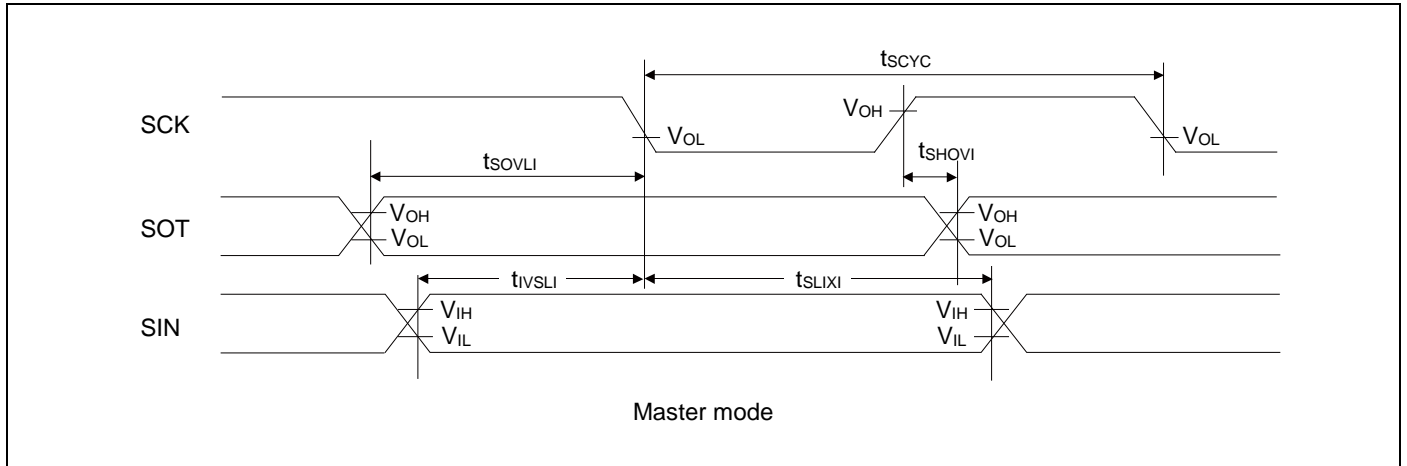 tSCYC
SCK
VOH
VOL
VOL
tSHOVI
tSOVLI
SOT
VOH
VOL
VOH
VOL
tIVSLI
tSLIXI
SIN
VIH
VIL
VIH
VIL
Master mode